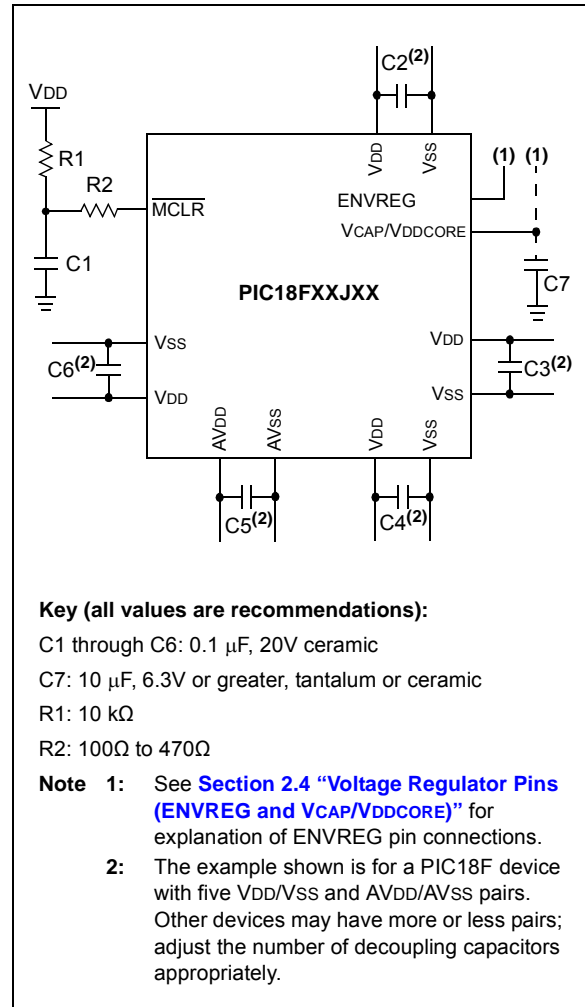 C2(2)
VDD
R1
R2
C1
VDD
VSS
(1) (1)
ENVREG
MCLR
VCAP/VDDCORE
C7
PIC18FXXJXX
VSS
VDD
C6(2)
C3(2)
VDD
VSS
AVDD
AVSS
VDD
VSS
C5(2)
C4(2)
Key (all values are recommendations):
C1 through C6: 0.1 μF, 20V ceramic
C7: 10 μF, 6.3V or greater, tantalum or ceramic
R1: 10 kΩ
R2: 100Ω to 470Ω
Note 1: See Section 2.4 “Voltage Regulator Pins
(ENVREG and VCAP/VDDCORE)” for
explanation of ENVREG pin connections.
2: The example shown is for a PIC18F device
with five VDD/VSS and AVDD/AVSS pairs.
Other devices may have more or less pairs;
adjust the number of decoupling capacitors
appropriately.